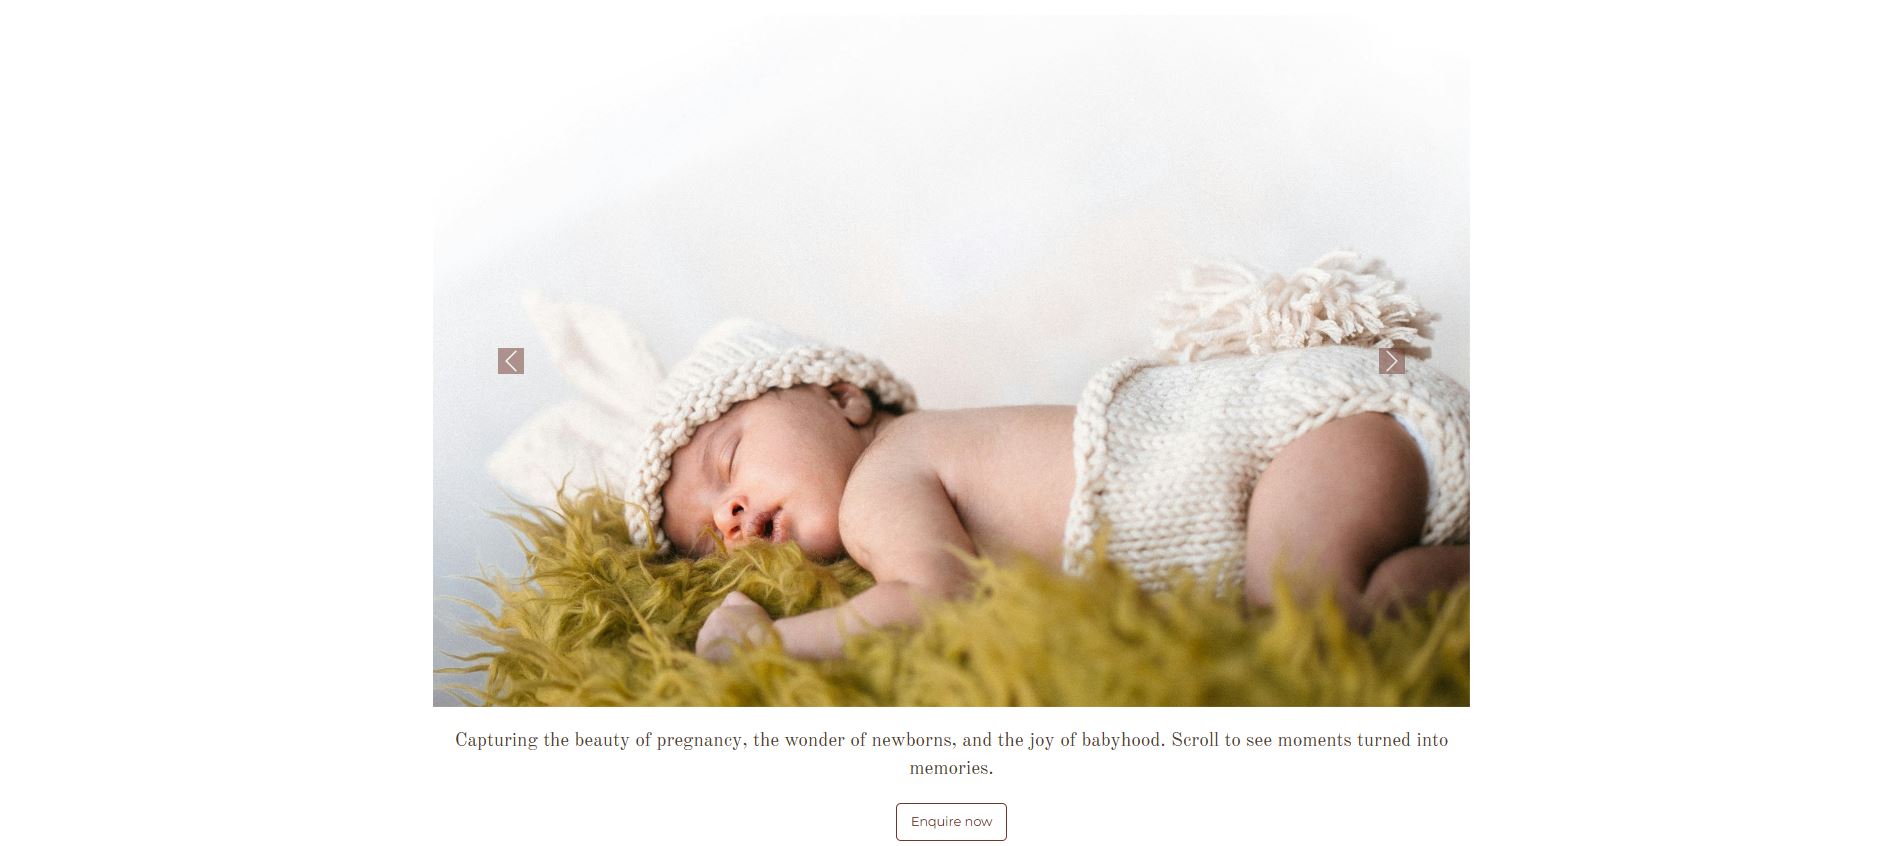 Capturing the beauty of pregnancy, the wonder of newborns, and the joy of babyhood. Scroll to see moments turned into
memories.
Enquire now